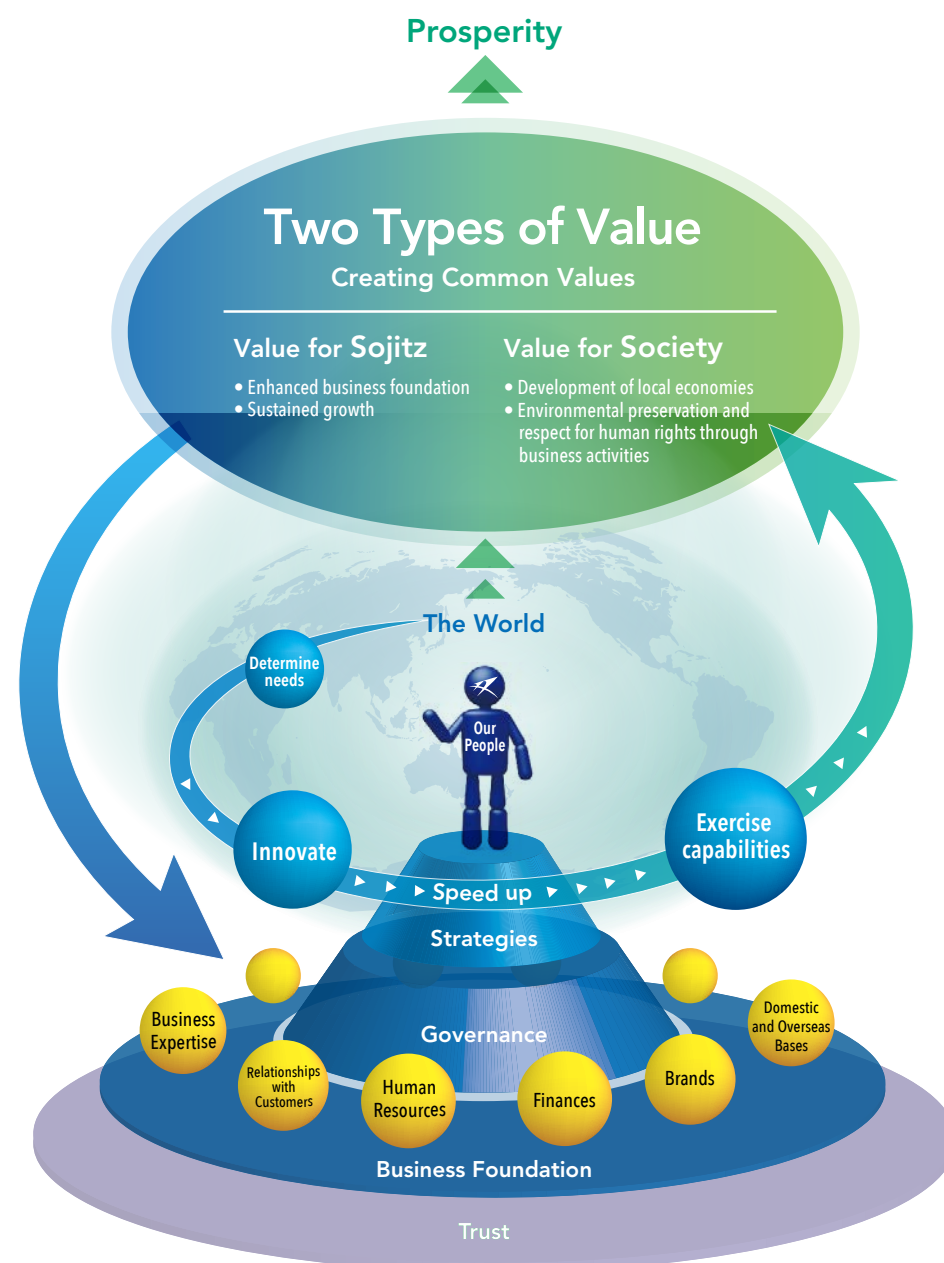 Prosperity
Two Types of Value
Creating Common Values
Value for Sojitz
• Enhanced business foundation
• Sustained growth
Value for Society
• Development of local economies
• Environmental preservation and
respect for human rights through
business activities
The World
Determine
needs
Our
People
Innovate
Exercise
capabilities
Speed up
Strategies
Governance
Business
Expertise
Relationships
with
Customers
Human
Resources
Finances
Brands
Domestic
and Overseas
Bases
Business Foundation
Trust